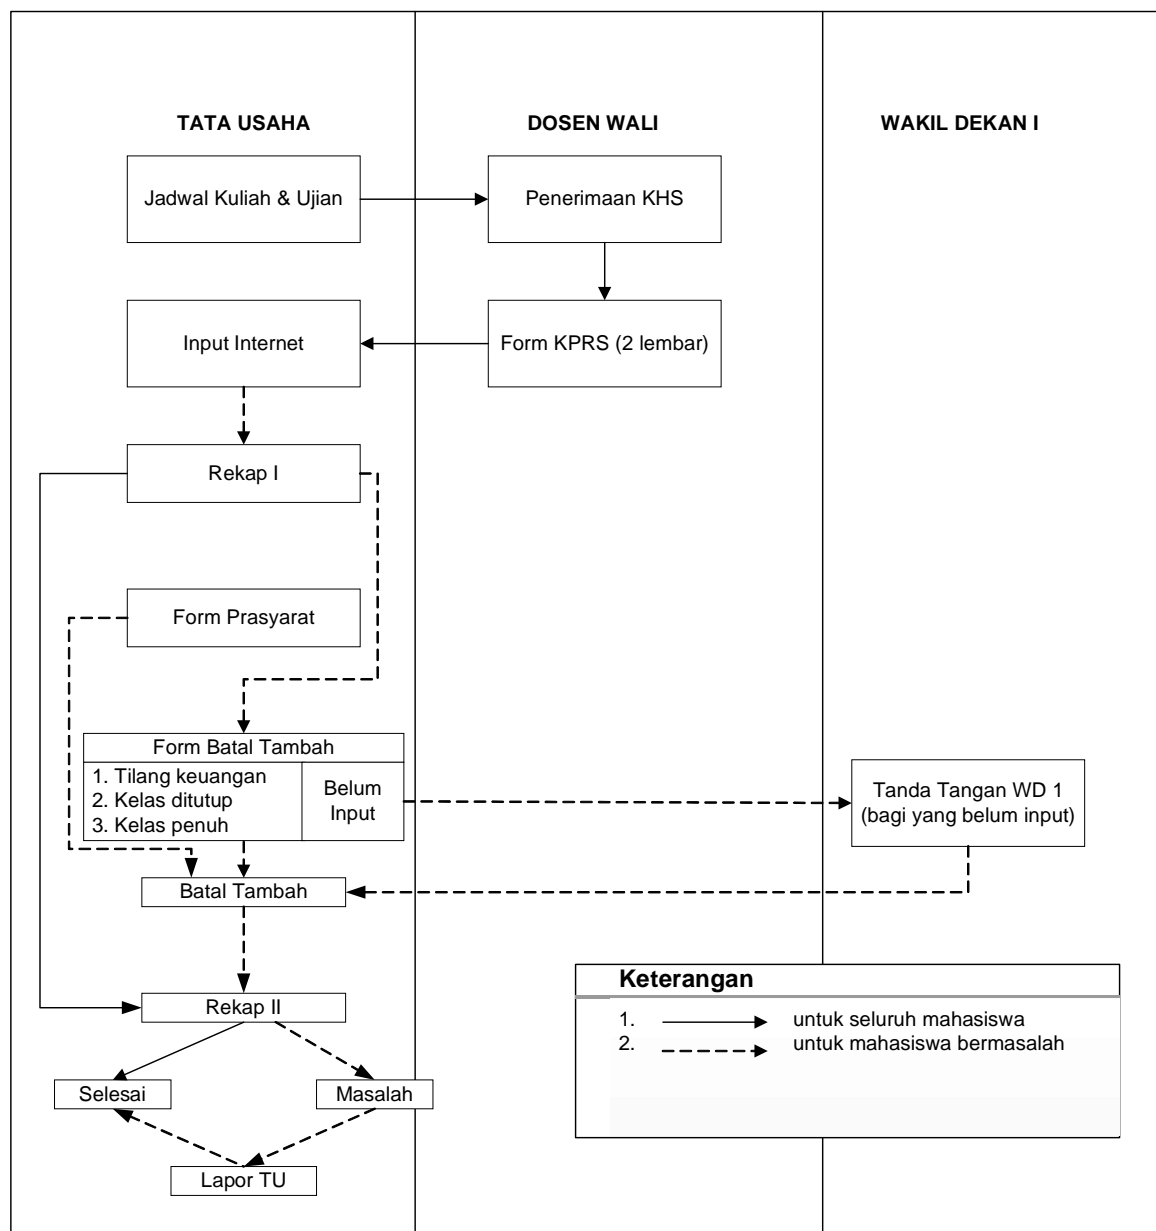 TATA USAHA
DOSEN WALI
WAKIL DEKAN I
Jadwal Kuliah & Ujian
Penerimaan KHS
Input Internet
Form KPRS (2 lembar)
Rekap I
Form Prasyarat
Form Batal Tambah
1. Tilang keuangan
2. Kelas ditutup
3. Kelas penuh
Belum
Input
Tanda Tangan WD 1
(bagi yang belum input)
Batal Tambah
Rekap II
Selesai
Masalah
Lapor TU
Keterangan
1. untuk seluruh mahasiswa
2. untuk mahasiswa bermasalah